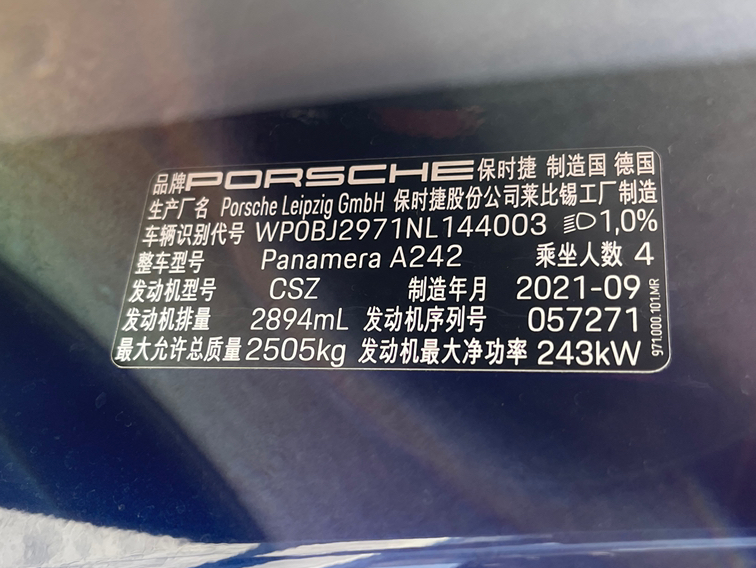 品牌PORSCHE保时捷 制造国 德国
生产厂名 Porsche Leipzig GmbH 保时捷股份公司莱比锡工厂制造
车辆识别代号 WP0BJ2971NL144003 1,0%
整车型号 Panamera A242 乘坐人数 4
发动机型号 CSZ 制造年月 2021-09
发动机排量 2894mL 发动机序列号 057271
最大允许总质量2505kg 发动机最大净功率 243kW
971.000.101.MR